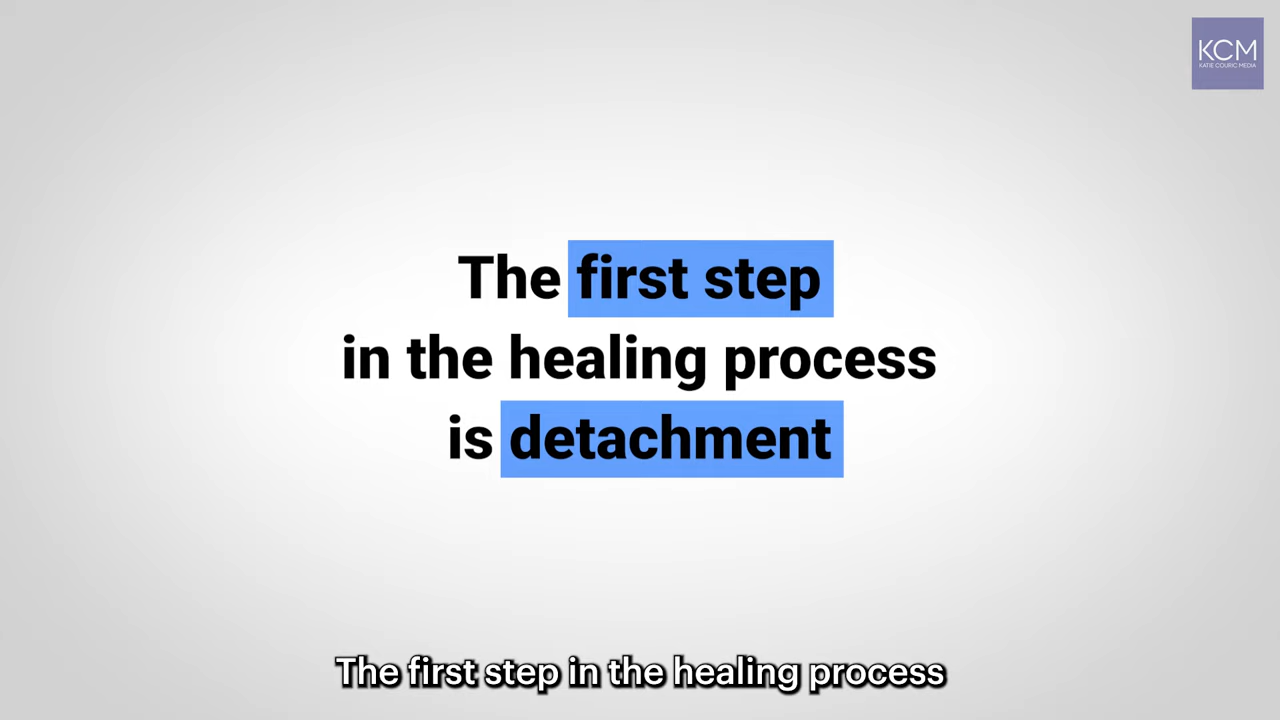 KCM
KATIE COURIC MEDIA
The first step
in the healing process
is detachment
The first step in the healing process